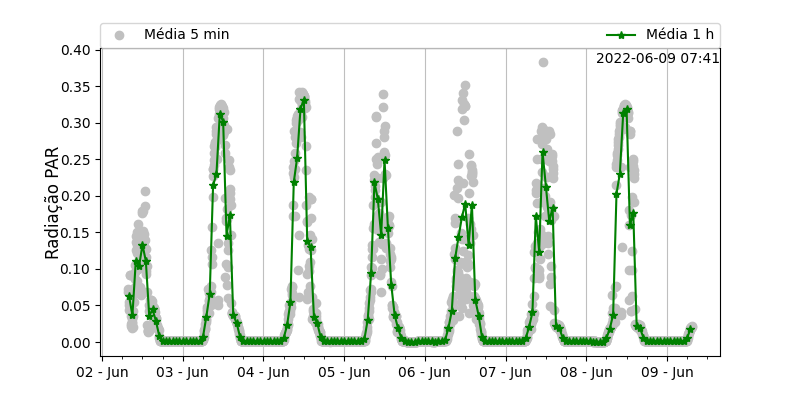 Média 5 min
Média 1 h
2022-06-09 07:41
Radiação PAR
0.40
0.35
0.30
0.25
0.20
0.15
0.10
0.05
0.00
02 - Jun
03 - Jun
04 - Jun
05 - Jun
06 - Jun
07 - Jun
08 - Jun
09 - Jun